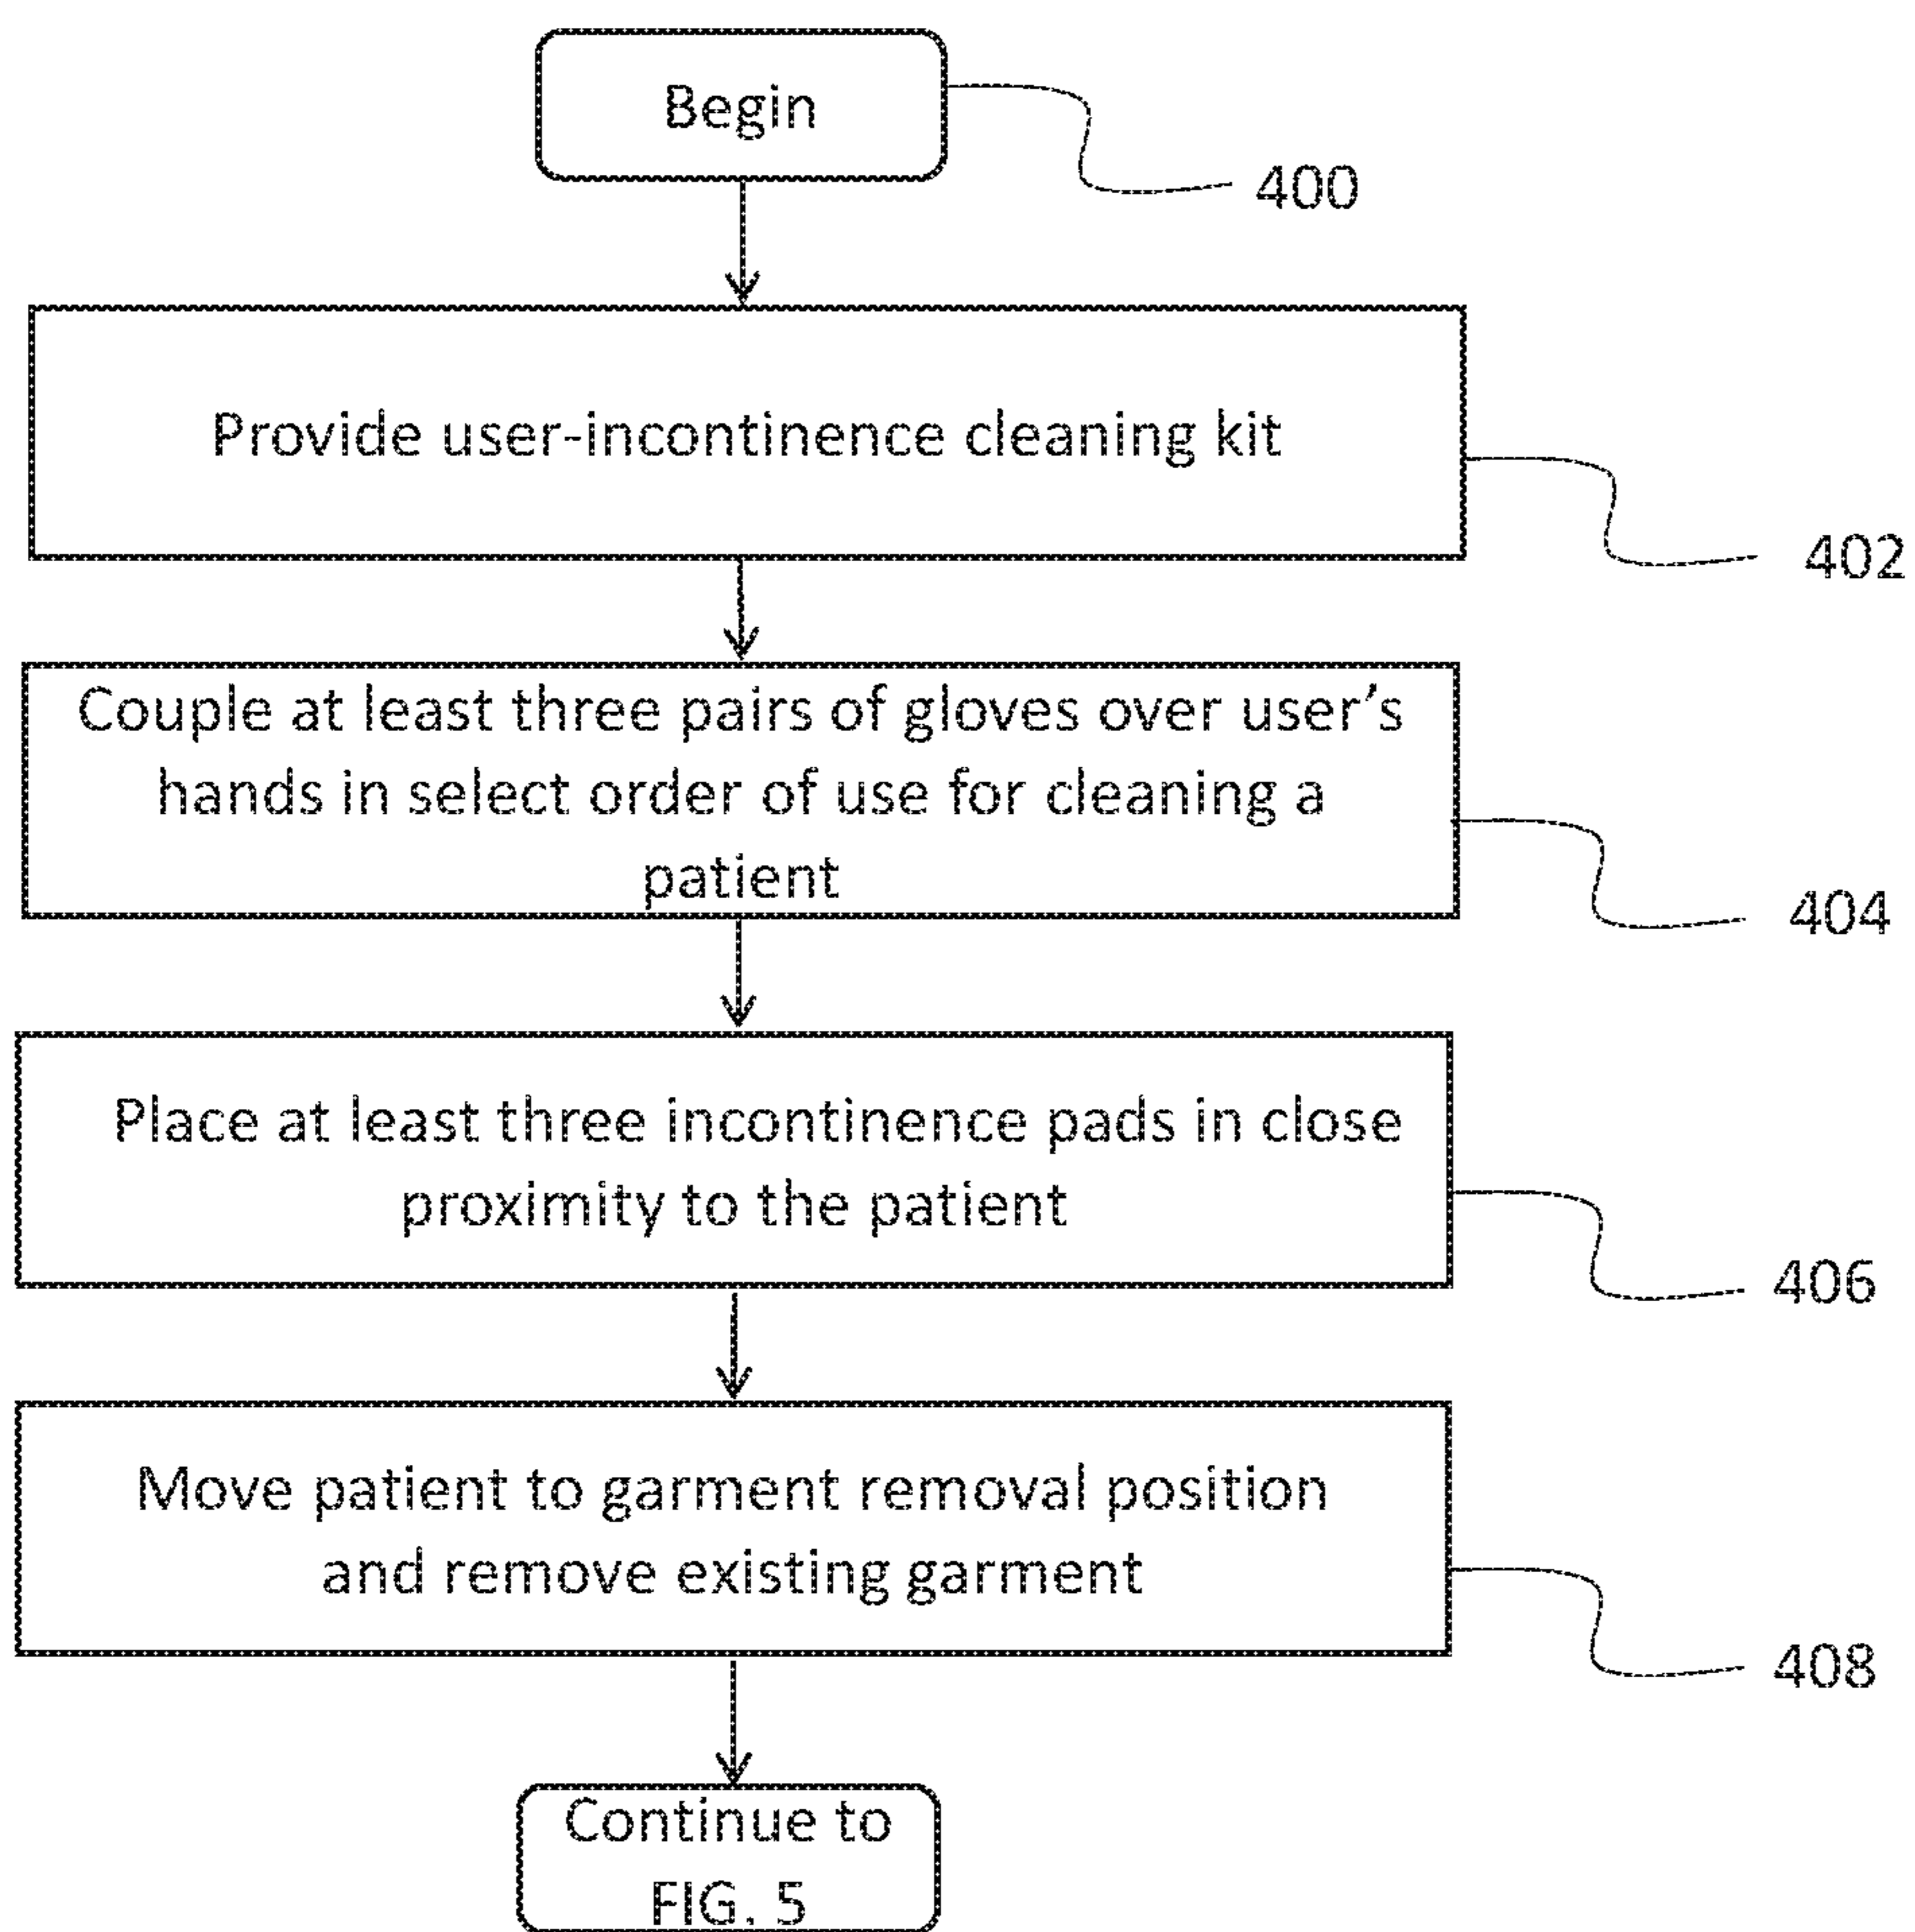 Begin
400
Provide user-incontinence cleaning kit
402
Couple at least three pairs of gloves over user's
hands in select order of use for cleaning a
patient
404
Place at least three incontinence pads in close
proximity to the patient
406
Move patient to garment removal position
and remove existing garment
408
Continue to
FIG. 5